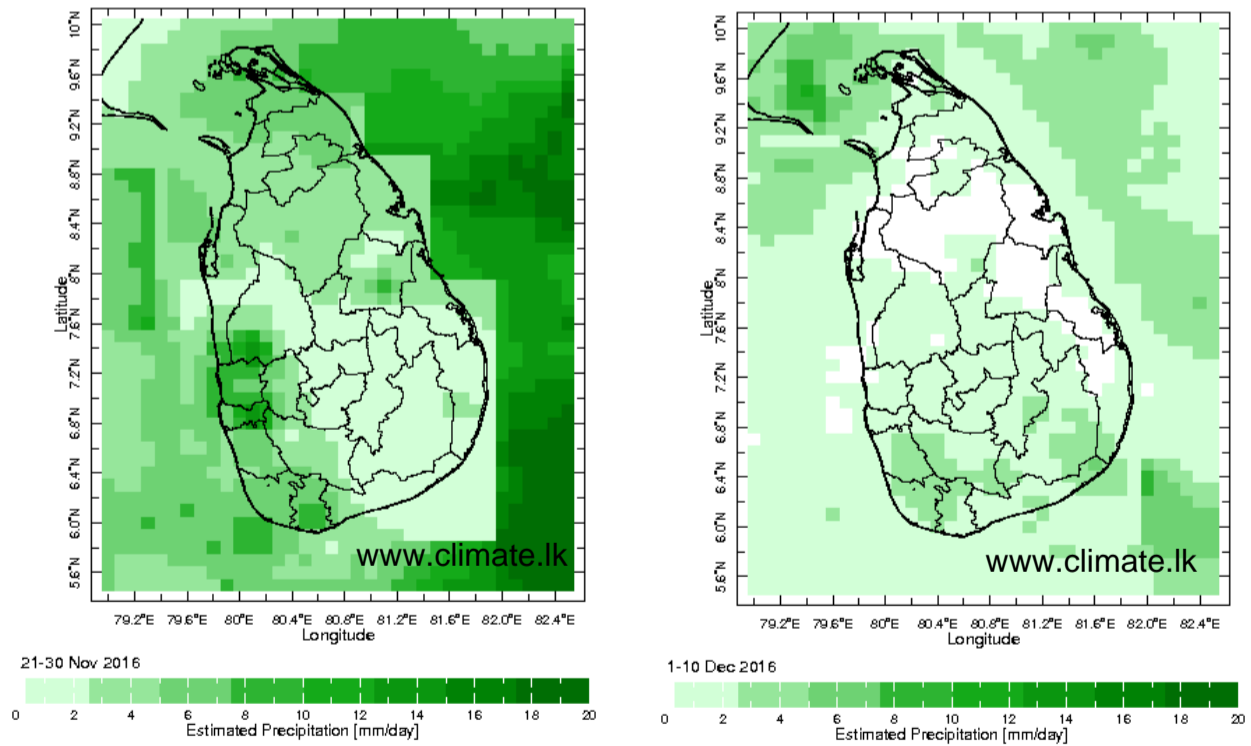 10°N
9.6°N
9.2°N
8.8°N
8.4°N
8°N
7.6°N
7.2°N
6.8°N
6.4°N
6.0°N
5.6°N
Latitude
www.climate.lk
79.2°E 79.6°E 80°E 80.4°E 80.8°E 81.2°E 81.6°E 82.0°E 82.4°E
Longitude
21-30 Nov 2016
0 2 4 6 8 10 12 14 16 18 20
Estimated Precipitation [mm/day]
10°N
9.6°N
9.2°N
8.8°N
8.4°N
8°N
7.6°N
7.2°N
6.8°N
6.4°N
6.0°N
5.6°N
Latitude
www.climate.lk
79.2°E 79.6°E 80°E 80.4°E 80.8°E 81.2°E 81.6°E 82.0°E 82.4°E
Longitude
1-10 Dec 2016
0 2 4 6 8 10 12 14 16 18 20
Estimated Precipitation [mm/day]